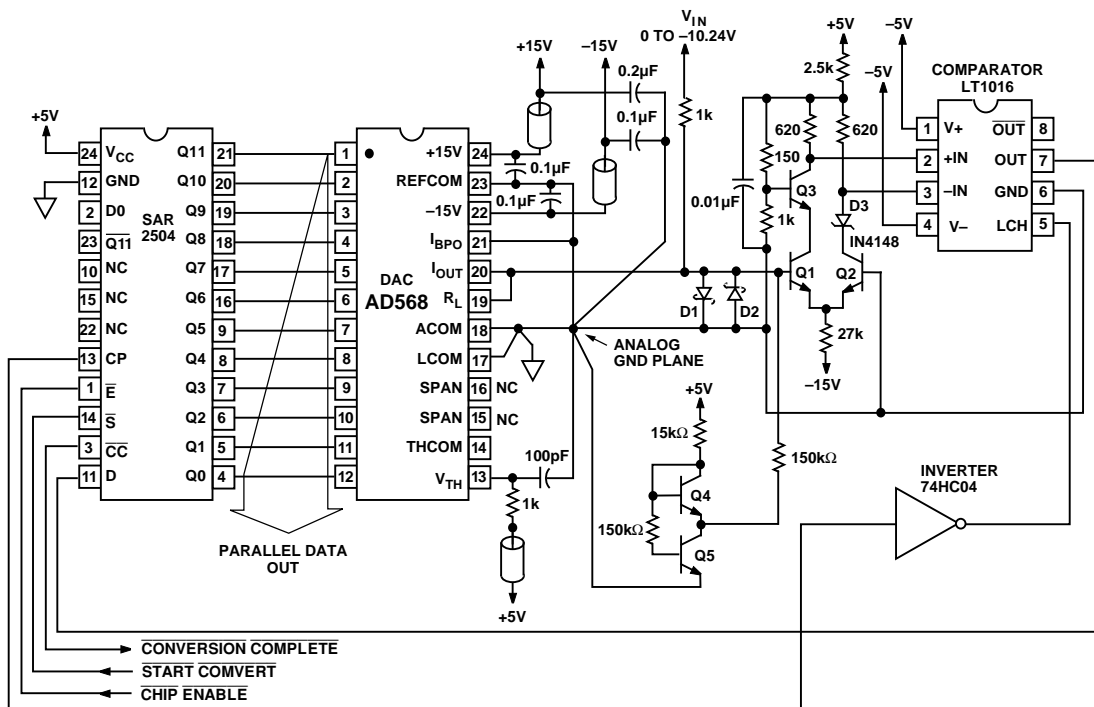 +15V
–15V
V_IN
0 TO –10.24V
0.2µF
0.1µF
1k
+5V
2.5k
–5V
–5V
COMPARATOR
LT1016
+5V
24 V_CC Q11 21
12 GND Q10 20
2 D0 Q9 19
23 Q11 Q8 18
10 NC Q7 17
15 NC Q6 16
22 NC Q5 9
13 CP Q4 8
1 E Q3 7
14 S Q2 6
3 CC Q1 5
11 D Q0 4
SAR
2504
1 +15V 24
2 REFCOM 23
3 –15V 22
4 I_BPO 21
5 I_OUT 20
6 R_L 19
7 ACOM 18
8 LCOM 17
9 SPAN 16 NC
10 SPAN 15 NC
11 THCOM 14
12 V_TH 13
DAC
AD568
0.1µF
0.1µF
0.01µF
150
1k
620
620
Q3
D3
IN4148
Q1
Q2
D1
D2
27k
–15V
1 V+ OUT 8
2 +IN OUT 7
3 –IN GND 6
4 V– LCH 5
ANALOG
GND PLANE
100pF
1k
+5V
+5V
15kΩ
150kΩ
Q4
Q5
150kΩ
INVERTER
74HC04
PARALLEL DATA
OUT
CONVERSION COMPLETE
START COMVERT
CHIP ENABLE